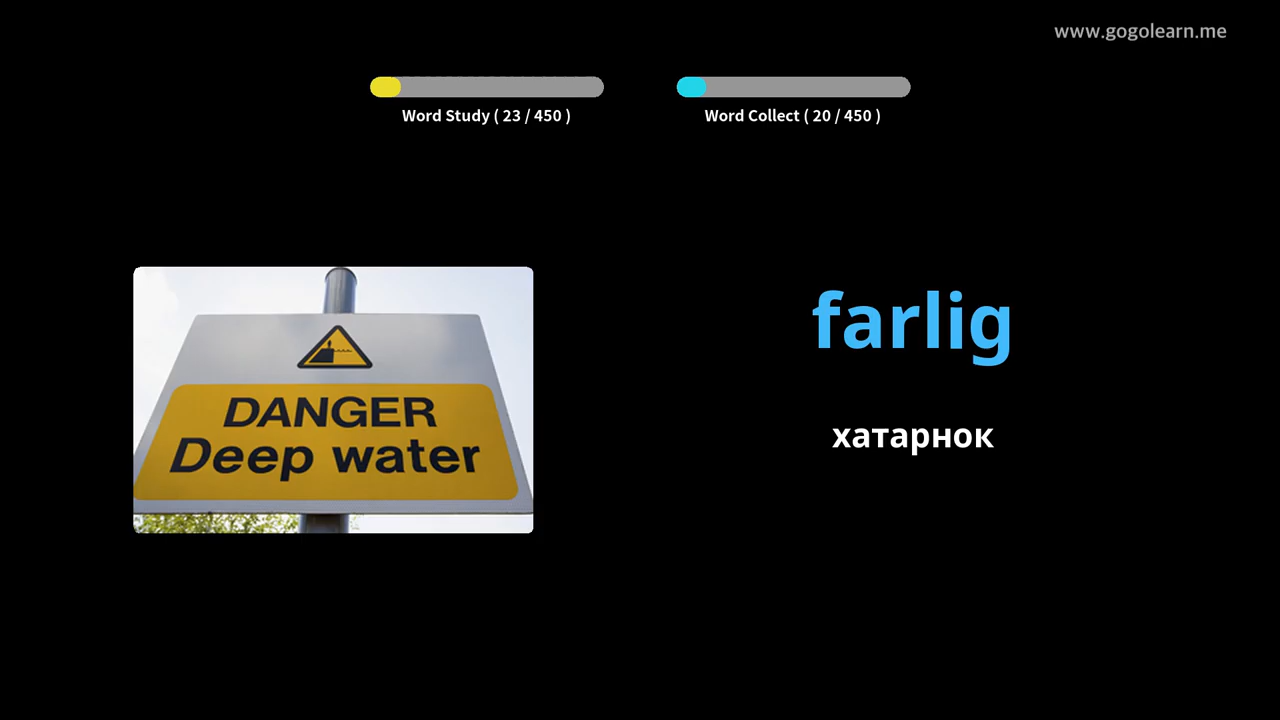 www.gogolearn.me
Word Study ( 23 / 450 )
Word Collect ( 20 / 450 )
DANGER
Deep water
farlig
хатарнок